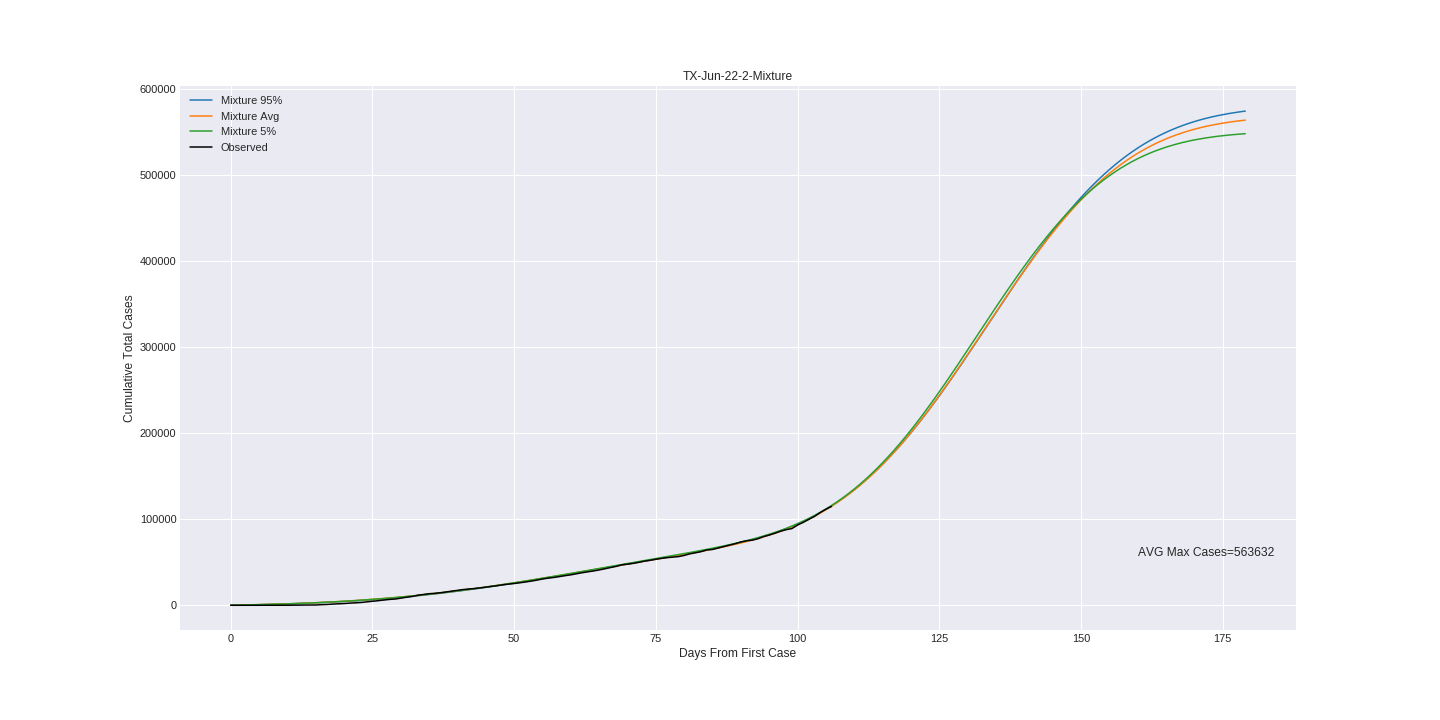 TX-Jun-22-2-Mixture
600000
500000
400000
300000
200000
100000
0
Cumulative Total Cases
Mixture 95%
Mixture Avg
Mixture 5%
Observed
AVG Max Cases=563632
0 25 50 75 100 125 150 175
Days From First Case